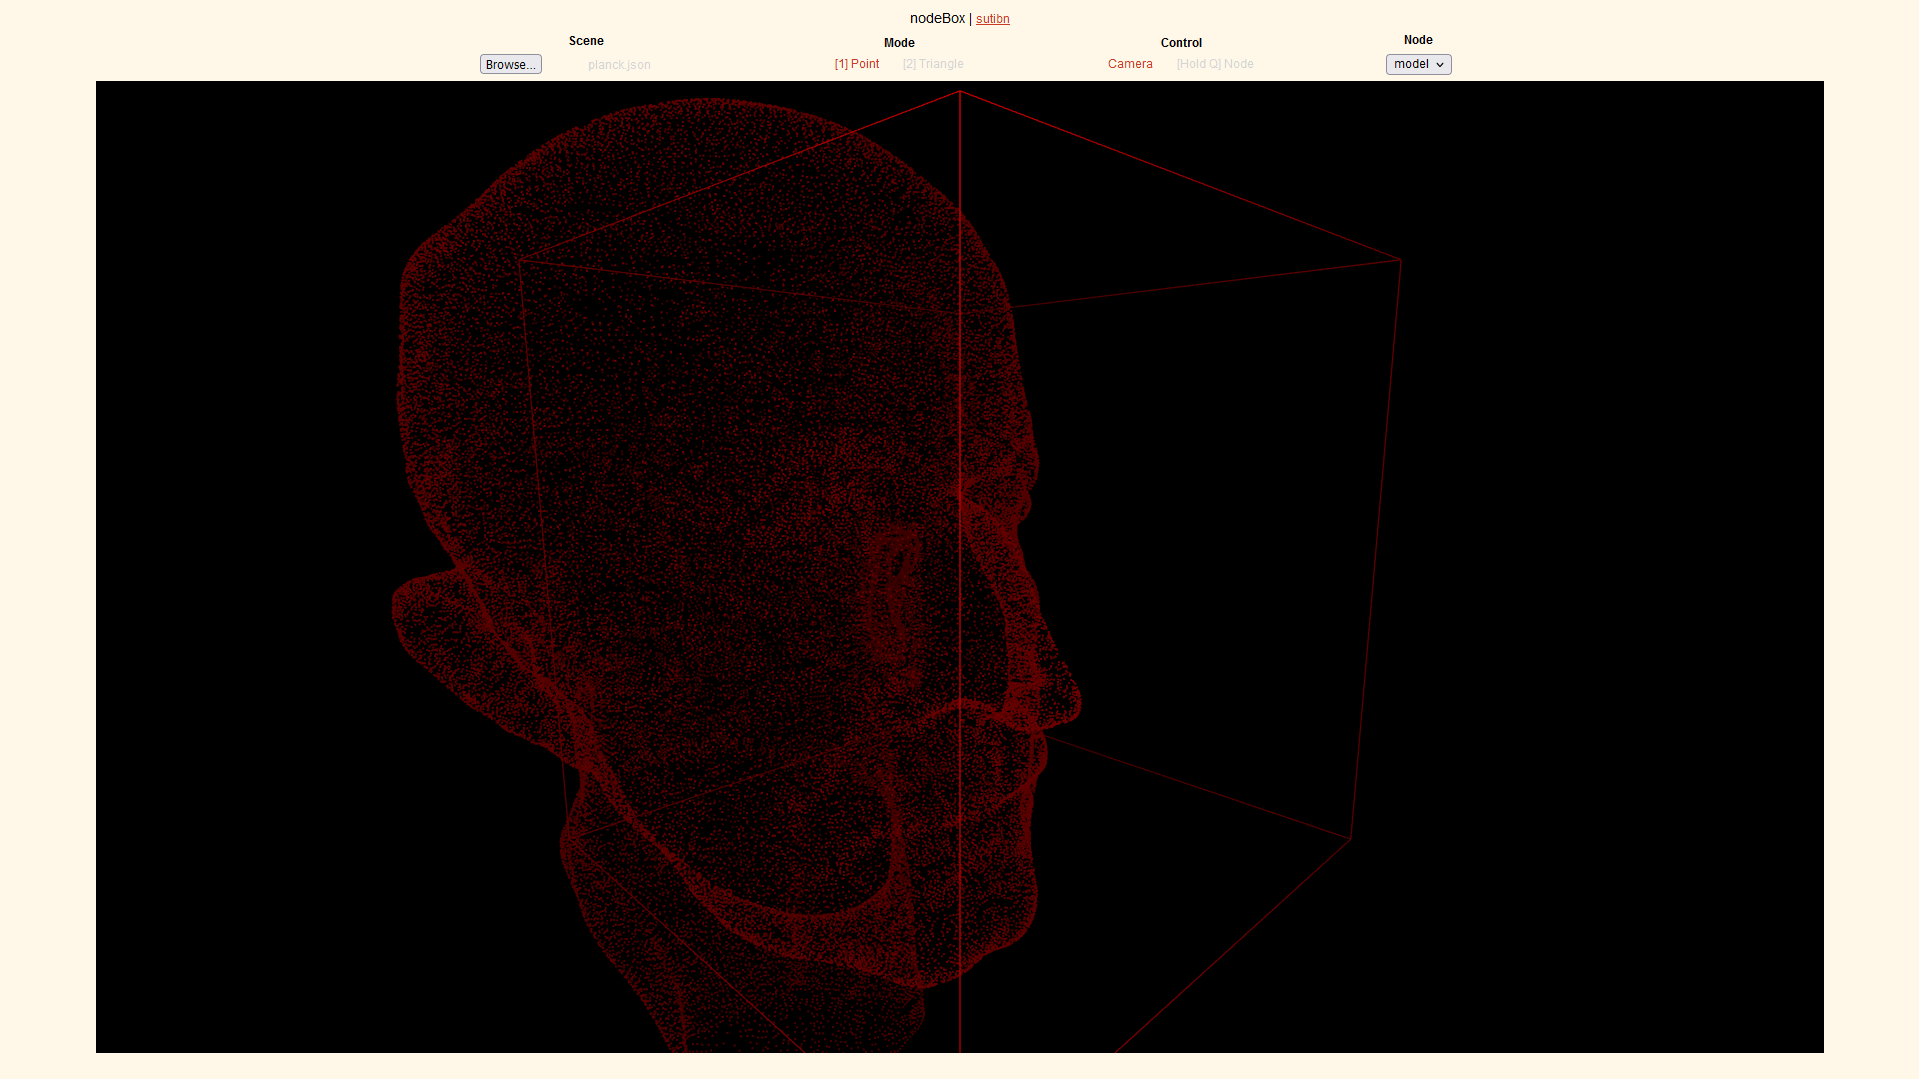 nodeBox | sutibn
Scene Mode Control Node
Browse... planck.json [1] Point [2] Triangle Camera [Hold Q] Node model